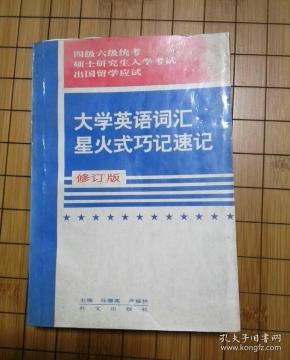 四级六级统考
硕士研究生入学考试
出国留学应试
大学英语词汇
星火式巧记速记
修订版
主编 马德高
外文出版社
孔夫子旧书网